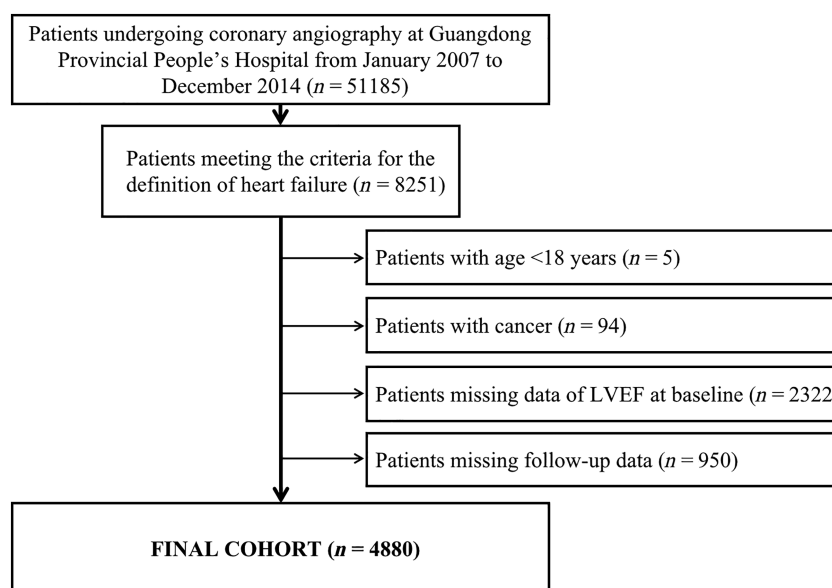 Patients undergoing coronary angiography at Guangdong
Provincial People’s Hospital from January 2007 to
December 2014 (n = 51185)
Patients meeting the criteria for the
definition of heart failure (n = 8251)
Patients with age <18 years (n = 5)
Patients with cancer (n = 94)
Patients missing data of LVEF at baseline (n = 2322
Patients missing follow-up data (n = 950)
FINAL COHORT (n = 4880)